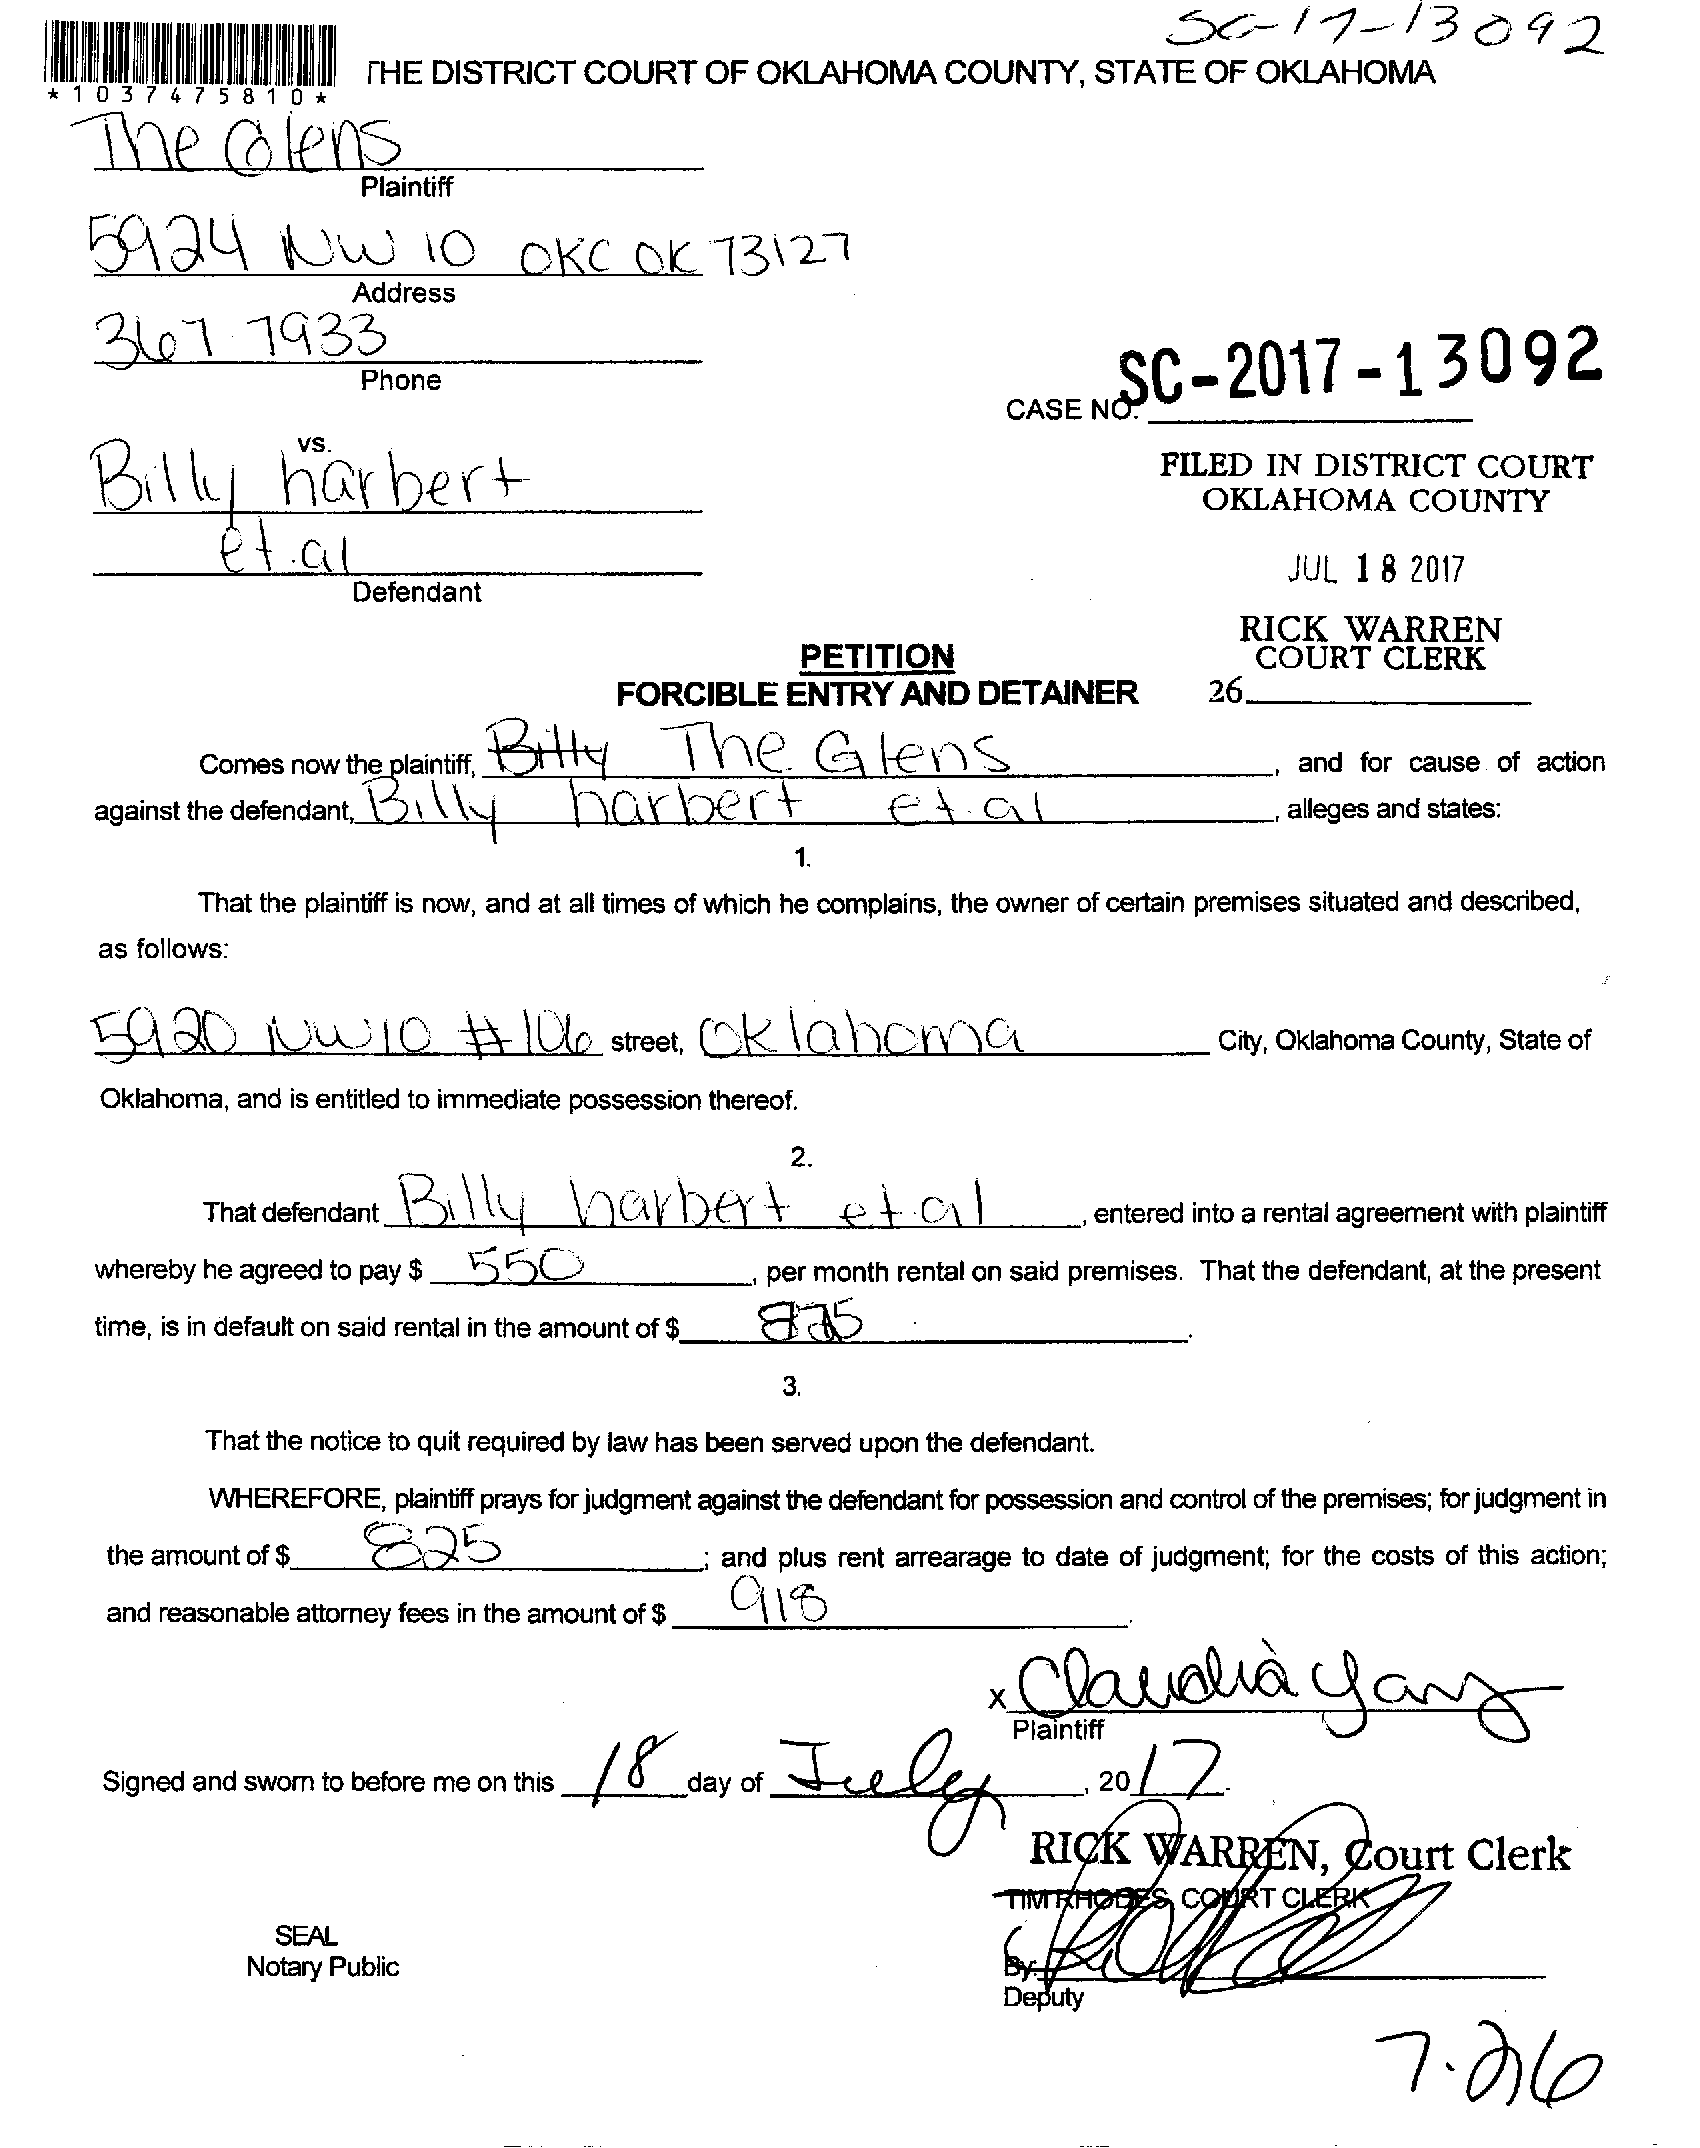 SC-17-13092
THE DISTRICT COURT OF OKLAHOMA COUNTY, STATE OF OKLAHOMA
*1037475810*
The Glens
Plaintiff
5924 NW 10 OKC OK 73127
Address
367 7933
Phone
CASE NO. SC-2017-13092
vs.
Billy harbert
et.al
Defendant
FILED IN DISTRICT COURT
OKLAHOMA COUNTY
JUL 18 2017
RICK WARREN
COURT CLERK
26
PETITION
FORCIBLE ENTRY AND DETAINER
Comes now the plaintiff, Billy The Glens, and for cause of action
against the defendant, Billy harbert et.al, alleges and states:
1.
That the plaintiff is now, and at all times of which he complains, the owner of certain premises situated and described,
as follows:
5920 NW 10 #106 street, Oklahoma City, Oklahoma County, State of
Oklahoma, and is entitled to immediate possession thereof.
2.
That defendant Billy harbert et.al, entered into a rental agreement with plaintiff
whereby he agreed to pay $ 550, per month rental on said premises. That the defendant, at the present
time, is in default on said rental in the amount of $ 825.
3.
That the notice to quit required by law has been served upon the defendant.
WHEREFORE, plaintiff prays for judgment against the defendant for possession and control of the premises; for judgment in
the amount of $ 825; and plus rent arrearage to date of judgment; for the costs of this action;
and reasonable attorney fees in the amount of $ 918.
x Claudia
Plaintiff
Signed and sworn to before me on this 18 day of July, 2017.
RICK WARREN, Court Clerk
TIM RHODES, COURT CLERK
SEAL
Notary Public
By:
Deputy
7.26